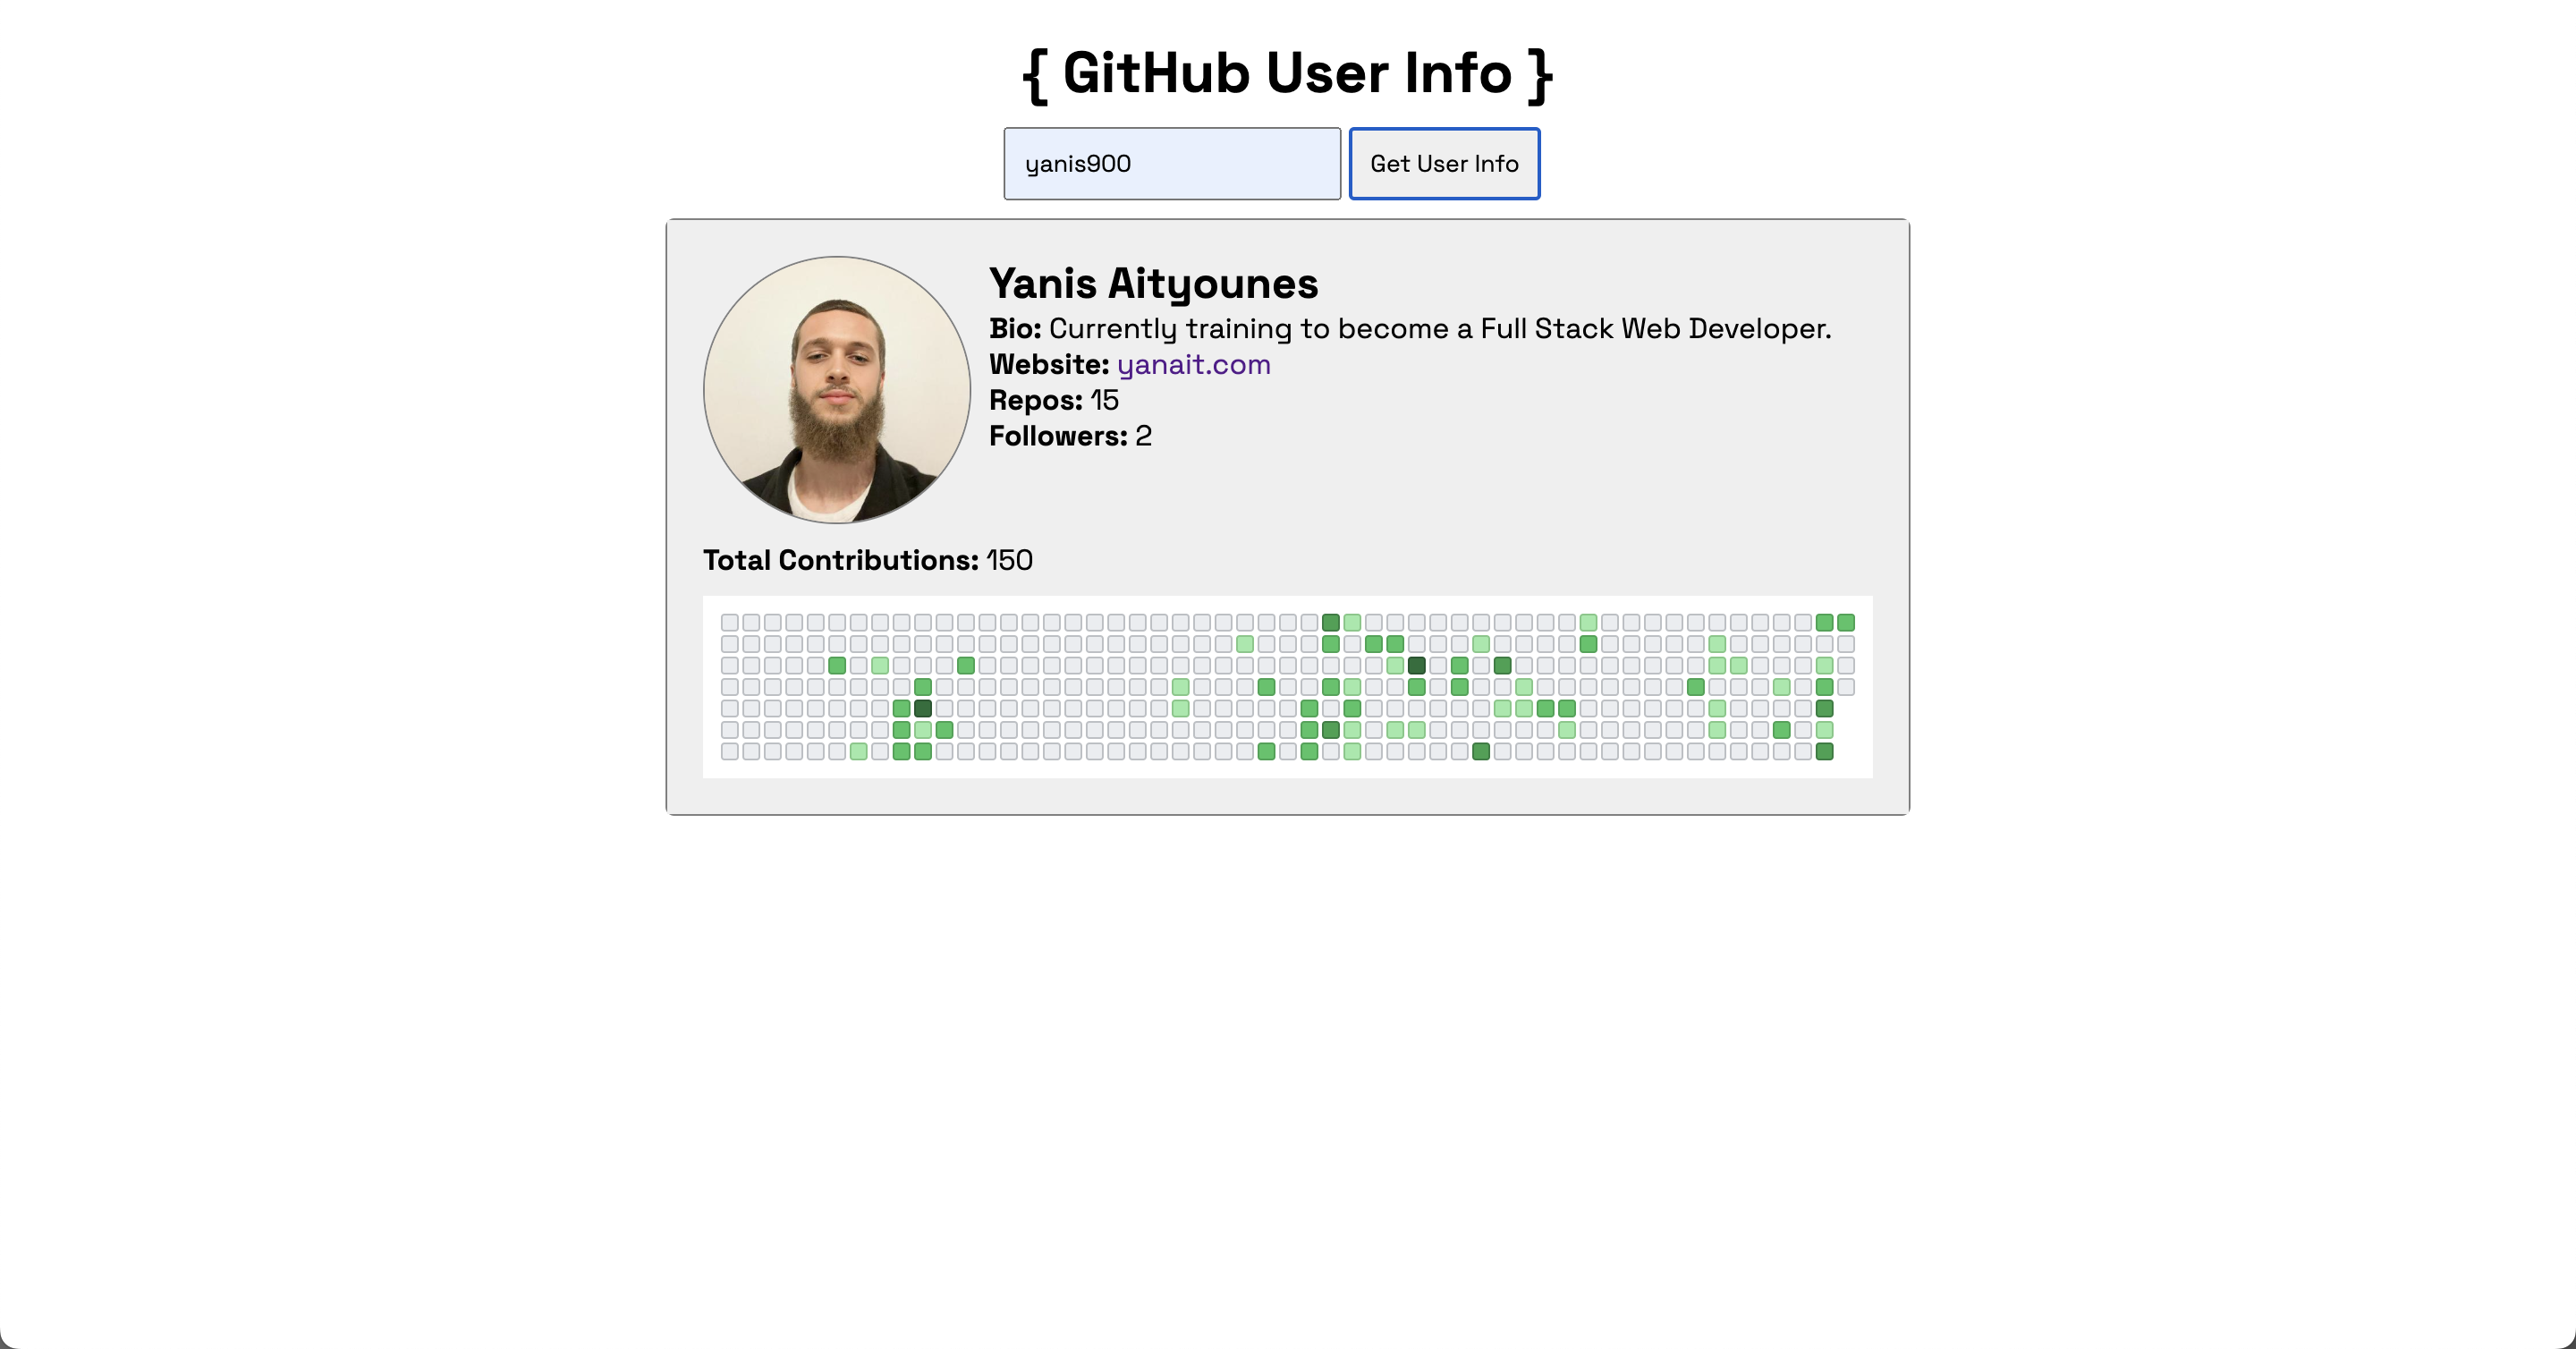 { GitHub User Info }
yanis900
Get User Info
Yanis Aityounes
Bio: Currently training to become a Full Stack Web Developer.
Website: yanait.com
Repos: 15
Followers: 2
Total Contributions: 150